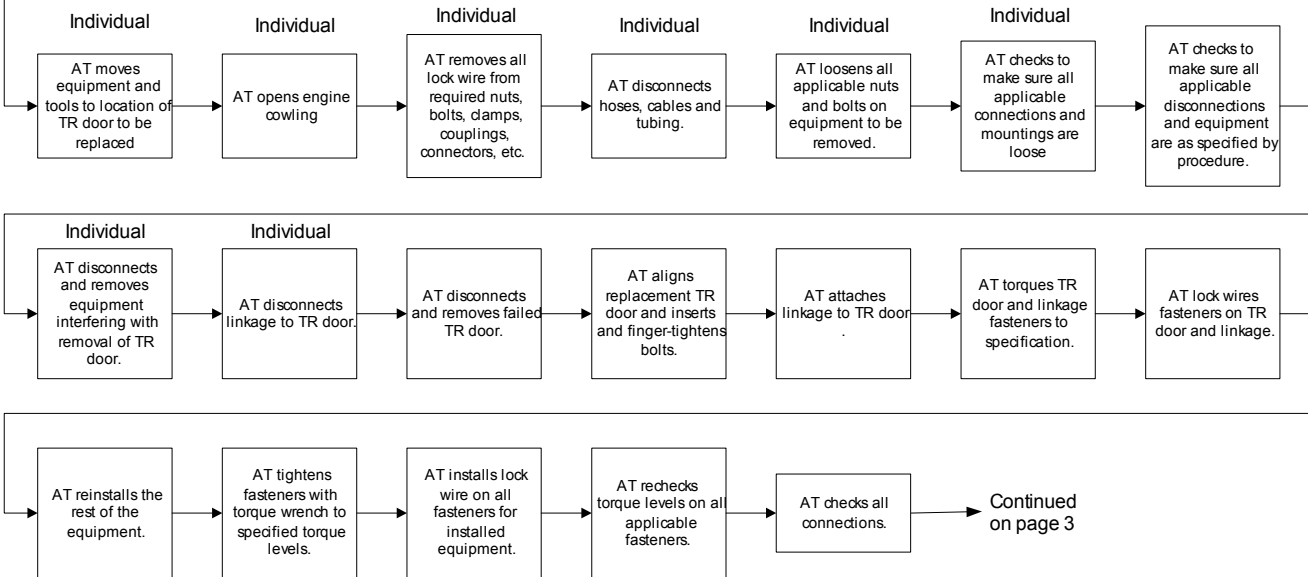 Individual
AT moves
equipment and
tools to location of
TR door to be
replaced
Individual
AT opens engine
cowling
Individual
AT removes all
lock wire from
required nuts,
bolts, clamps,
couplings,
connectors, etc.
Individual
AT disconnects
hoses, cables and
tubing.
Individual
AT loosens all
applicable nuts
and bolts on
equipment to be
removed.
Individual
AT checks to
make sure all
applicable
connections and
mountings are
loose
AT checks to
make sure all
applicable
disconnections
and equipment
are as specified by
procedure.
Individual
AT disconnects
and removes
equipment
interfering with
removal of TR
door.
Individual
AT disconnects
linkage to TR door.
AT disconnects
and removes failed
TR door.
AT aligns
replacement TR
door and inserts
and finger-tightens
bolts.
AT attaches
linkage to TR door
.
AT torques TR
door and linkage
fasteners to
specification.
AT lock wires
fasteners on TR
door and linkage.
AT reinstalls the
rest of the
equipment.
AT tightens
fasteners with
torque wrench to
specified torque
levels.
AT installs lock
wire on all
fasteners for
installed
equipment.
AT rechecks
torque levels on all
applicable
fasteners.
AT checks all
connections.
Continued
on page 3